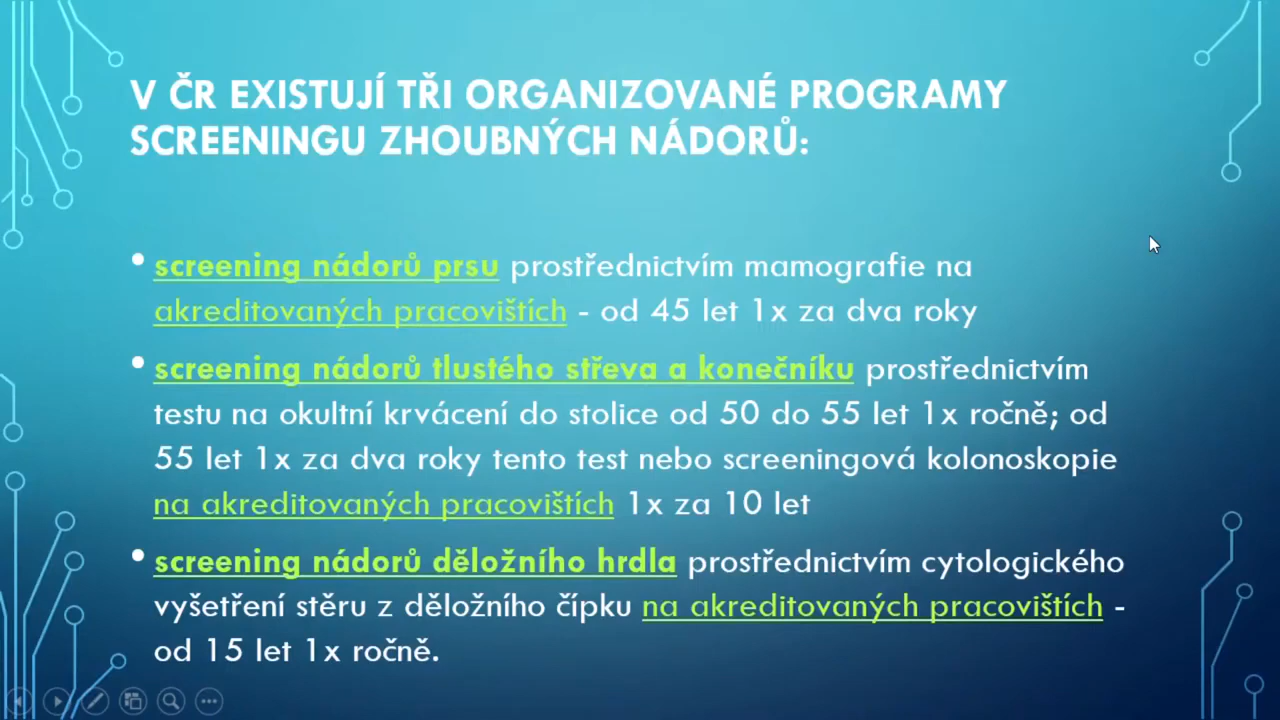 V ČR EXISTUJÍ TŘI ORGANIZOVANÉ PROGRAMY
SCREENINGU ZHOUBNÝCH NÁDORŮ:
• screening nádorů prsu prostřednictvím mamografie na
akreditovaných pracovištích - od 45 let 1x za dva roky
• screening nádorů tlustého střeva a konečníku prostřednictvím
testu na okultní krvácení do stolice od 50 do 55 let 1x ročně; od
55 let 1x za dva roky tento test nebo screeningová kolonoskopie
na akreditovaných pracovištích 1x za 10 let
• screening nádorů děložního hrdla prostřednictvím cytologického
vyšetření stěru z děložního čípku na akreditovaných pracovištích -
od 15 let 1x ročně.